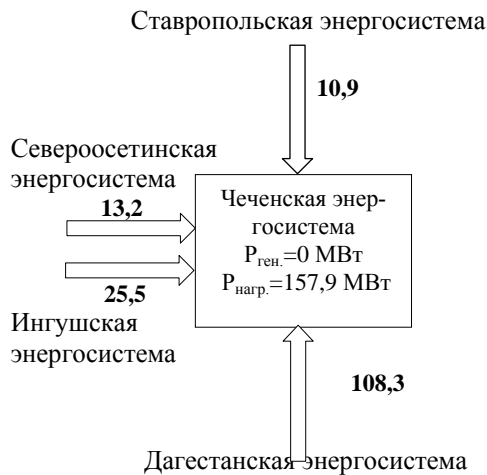 Ставропольская энергосистема
10,9
Североосетинская
энергосистема
13,2
Чеченская энер-
госистема
Pген.=0 МВт
Pнагр.=157,9 МВт
25,5
Ингушская
энергосистема
108,3
Дагестанская энергосистема